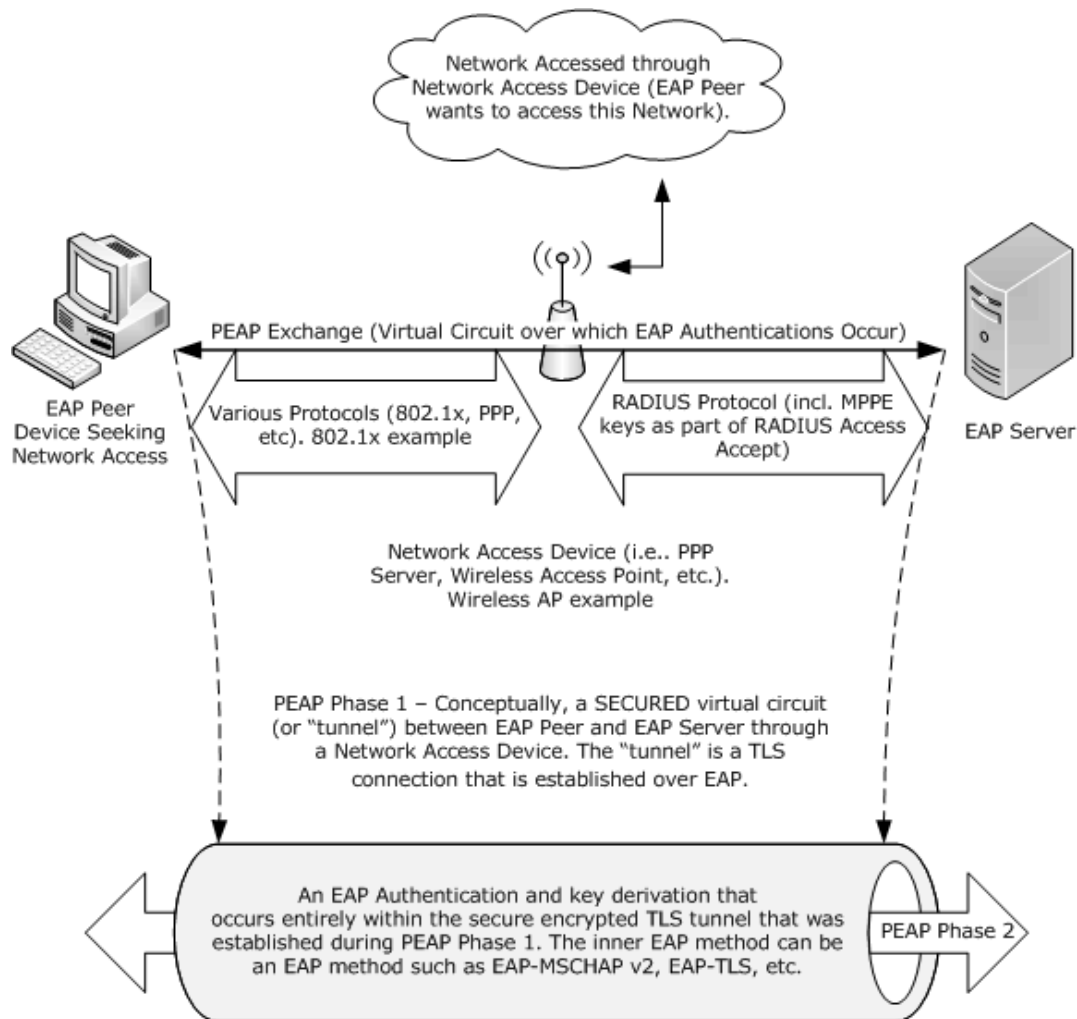 Network Accessed through
Network Access Device (EAP Peer
wants to access this Network).
PEAP Exchange (Virtual Circuit over which EAP Authentications Occur)
EAP Peer
Device Seeking
Network Access
Various Protocols (802.1x, PPP,
etc). 802.1x example
RADIUS Protocol (incl. MPPE
keys as part of RADIUS Access
Accept)
EAP Server
Network Access Device (i.e.. PPP
Server, Wireless Access Point, etc.).
Wireless AP example
PEAP Phase 1 – Conceptually, a SECURED virtual circuit
(or “tunnel”) between EAP Peer and EAP Server through
a Network Access Device. The “tunnel” is a TLS
connection that is established over EAP.
An EAP Authentication and key derivation that
occurs entirely within the secure encrypted TLS tunnel that was
established during PEAP Phase 1. The inner EAP method can be
an EAP method such as EAP-MSCHAP v2, EAP-TLS, etc.
PEAP Phase 2